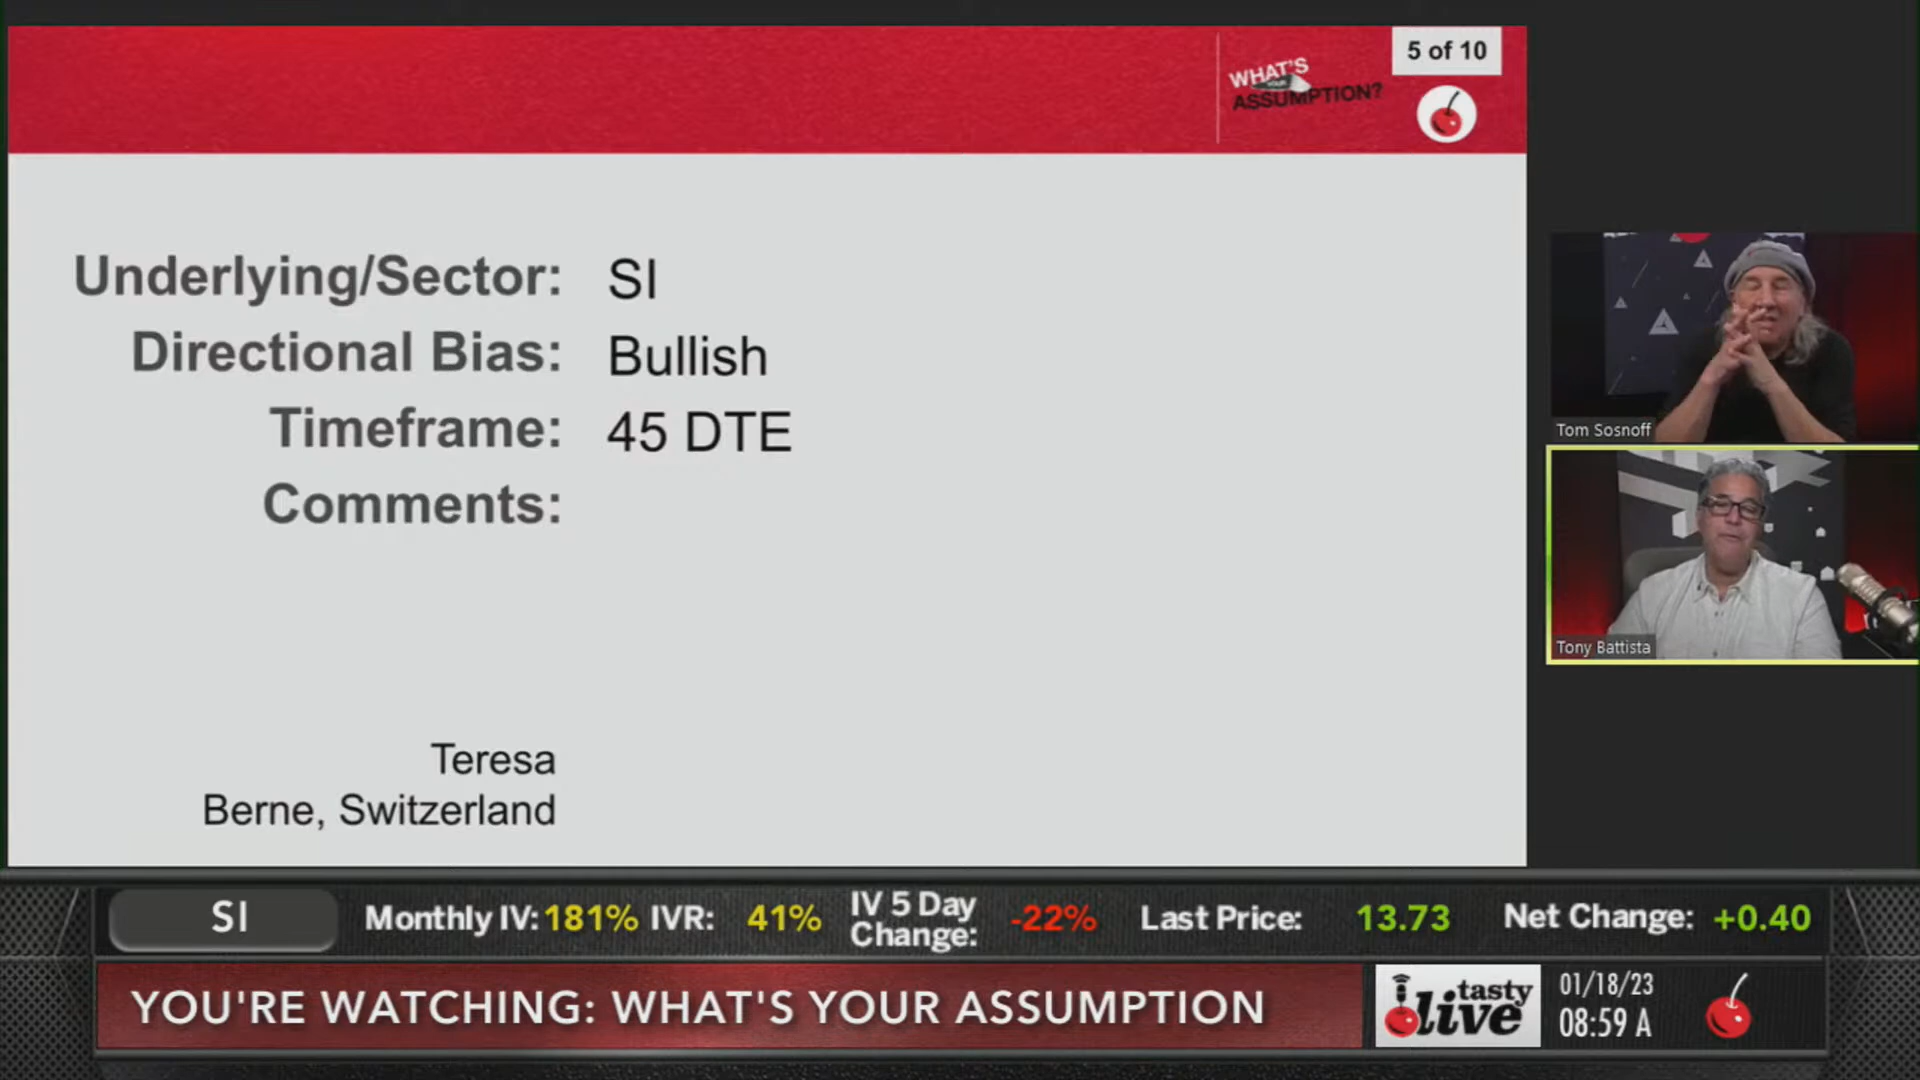 WHAT'S
YOUR
ASSUMPTION?
5 of 10
Underlying/Sector: SI
Directional Bias: Bullish
Timeframe: 45 DTE
Comments:
Teresa
Berne, Switzerland
Tom Sosnoff
Tony Battista
SI Monthly IV: 181% IVR: 41% IV 5 Day Change: -22% Last Price: 13.73 Net Change: +0.40
YOU'RE WATCHING: WHAT'S YOUR ASSUMPTION
tasty
live
01/18/23
08:59 A